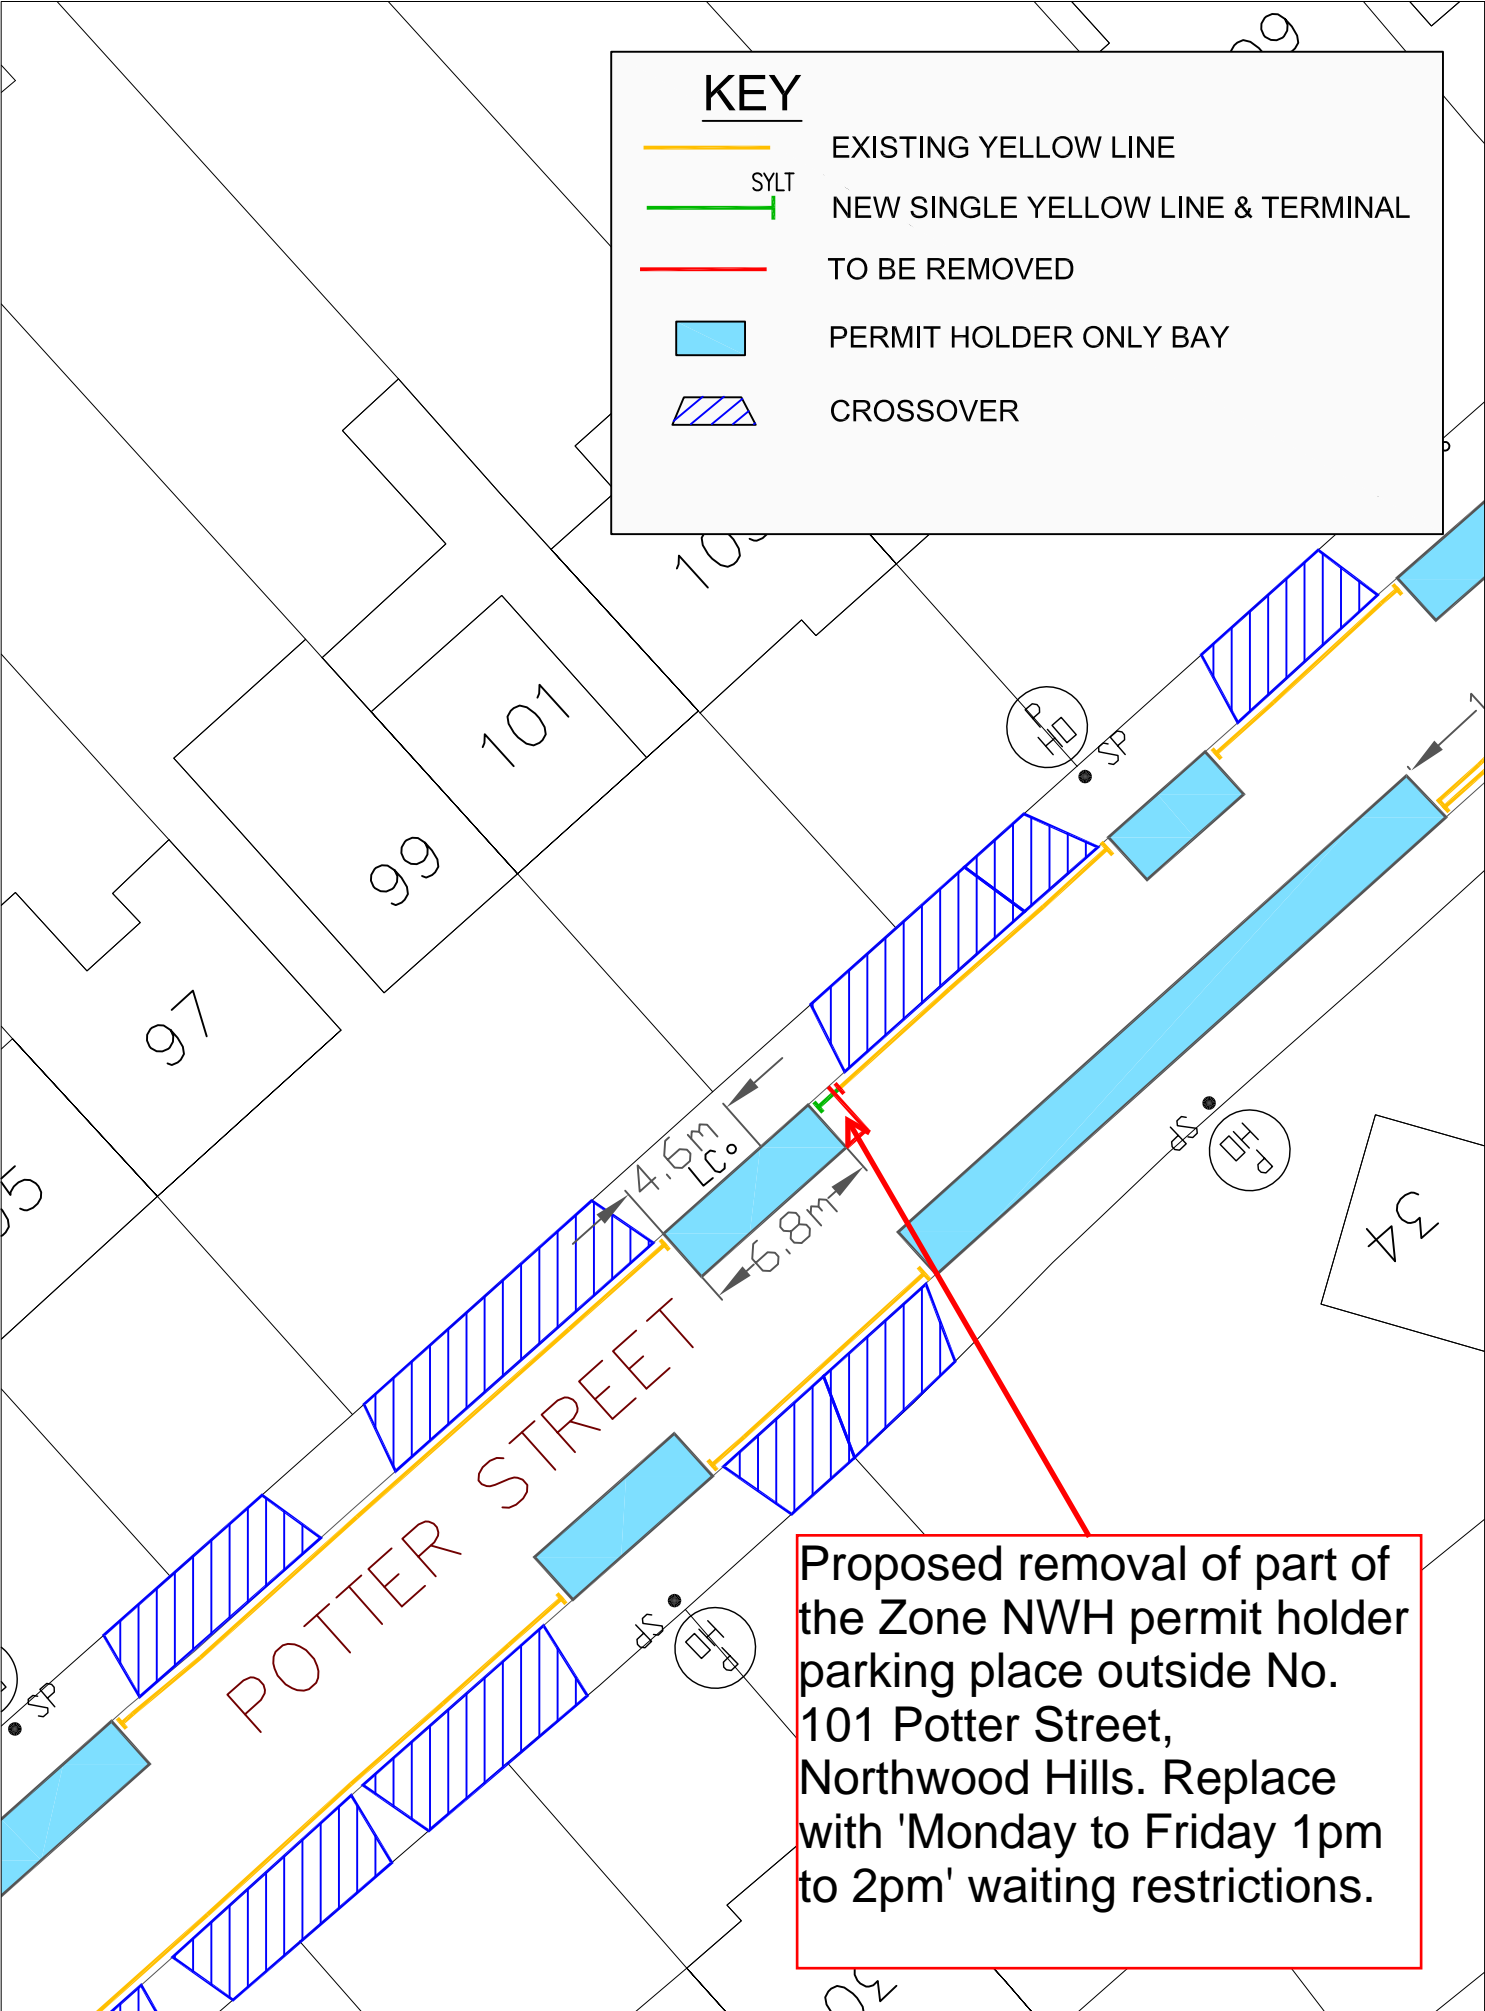 KEY
EXISTING YELLOW LINE
SYLT
NEW SINGLE YELLOW LINE & TERMINAL
TO BE REMOVED
PERMIT HOLDER ONLY BAY
CROSSOVER
101
99
97
P
HO
SP
4.6m
LC
6.8m
SP
P
HO
34
POTTER STREET
SP
P
HO
SP
Proposed removal of part of
the Zone NWH permit holder
parking place outside No.
101 Potter Street,
Northwood Hills. Replace
with 'Monday to Friday 1pm
to 2pm' waiting restrictions.